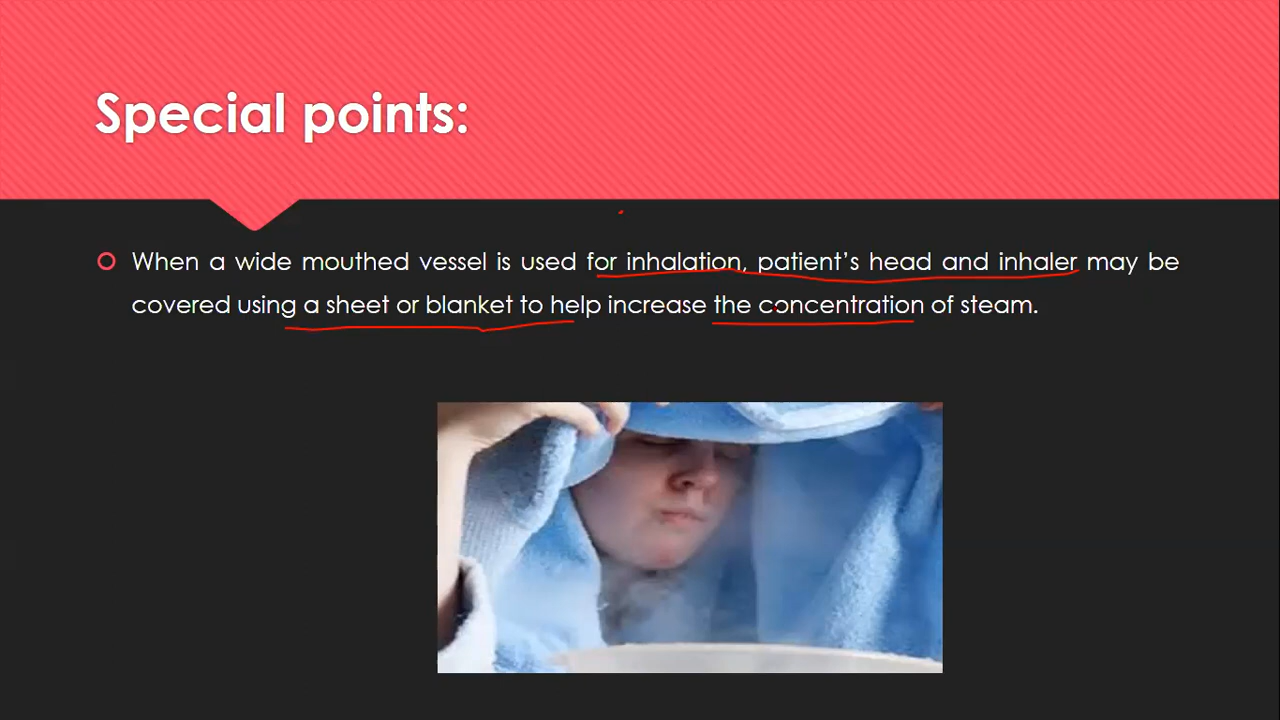 Special points:
When a wide mouthed vessel is used for inhalation, patient's head and inhaler may be
covered using a sheet or blanket to help increase the concentration of steam.